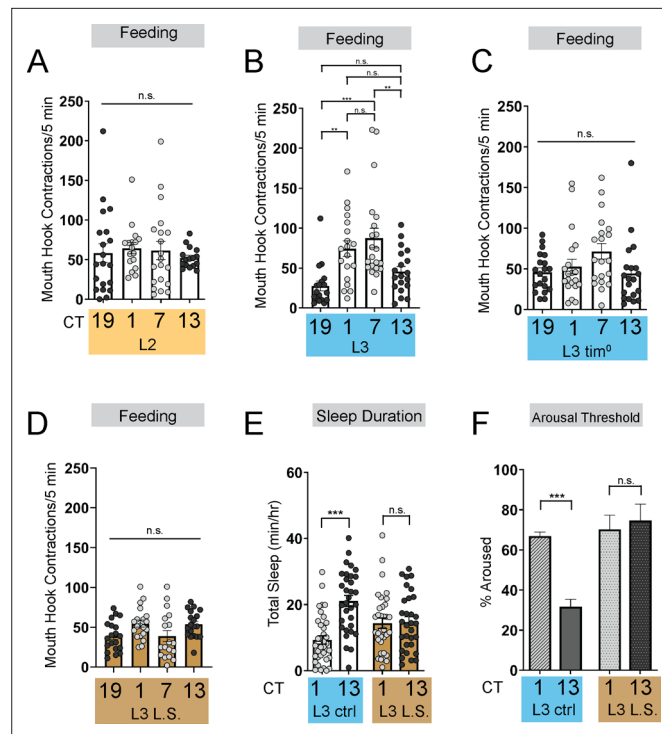 Feeding
Feeding
Feeding
A
B
C
Mouth Hook Contractions/5 min
250
200
150
100
50
0
n.s.
CT
19 1 7 13
L2
Mouth Hook Contractions/5 min
250
200
150
100
50
0
n.s.
n.s.
***
**
n.s.
**
19 1 7 13
L3
Mouth Hook Contractions/5 min
250
200
150
100
50
0
n.s.
19 1 7 13
L3 tim⁰
Feeding
Sleep Duration
Arousal Threshold
D
E
F
Mouth Hook Contractions/5 min
250
200
150
100
50
0
n.s.
19 1 7 13
L3 L.S.
Total Sleep (min/hr)
60
40
20
0
***
n.s.
CT
1 13 1 13
L3 ctrl L3 L.S.
% Aroused
100
80
60
40
20
0
***
n.s.
CT
1 13 1 13
L3 ctrl L3 L.S.